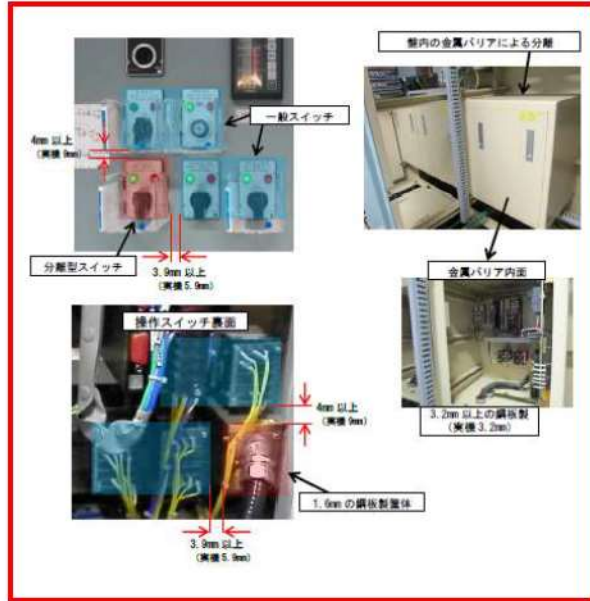 盤内の金属バリアによる分離
一般スイッチ
4mm 以上
(実機 9mm)
分離型スイッチ
3.9mm 以上
(実機 5.9mm)
金属バリア内面
操作スイッチ裏面
3.2mm 以上の鋼板製
(実機 3.2mm)
4mm 以上
(実機 9mm)
1.6mm の鋼板製筐体
3.9mm 以上
(実機 5.9mm)